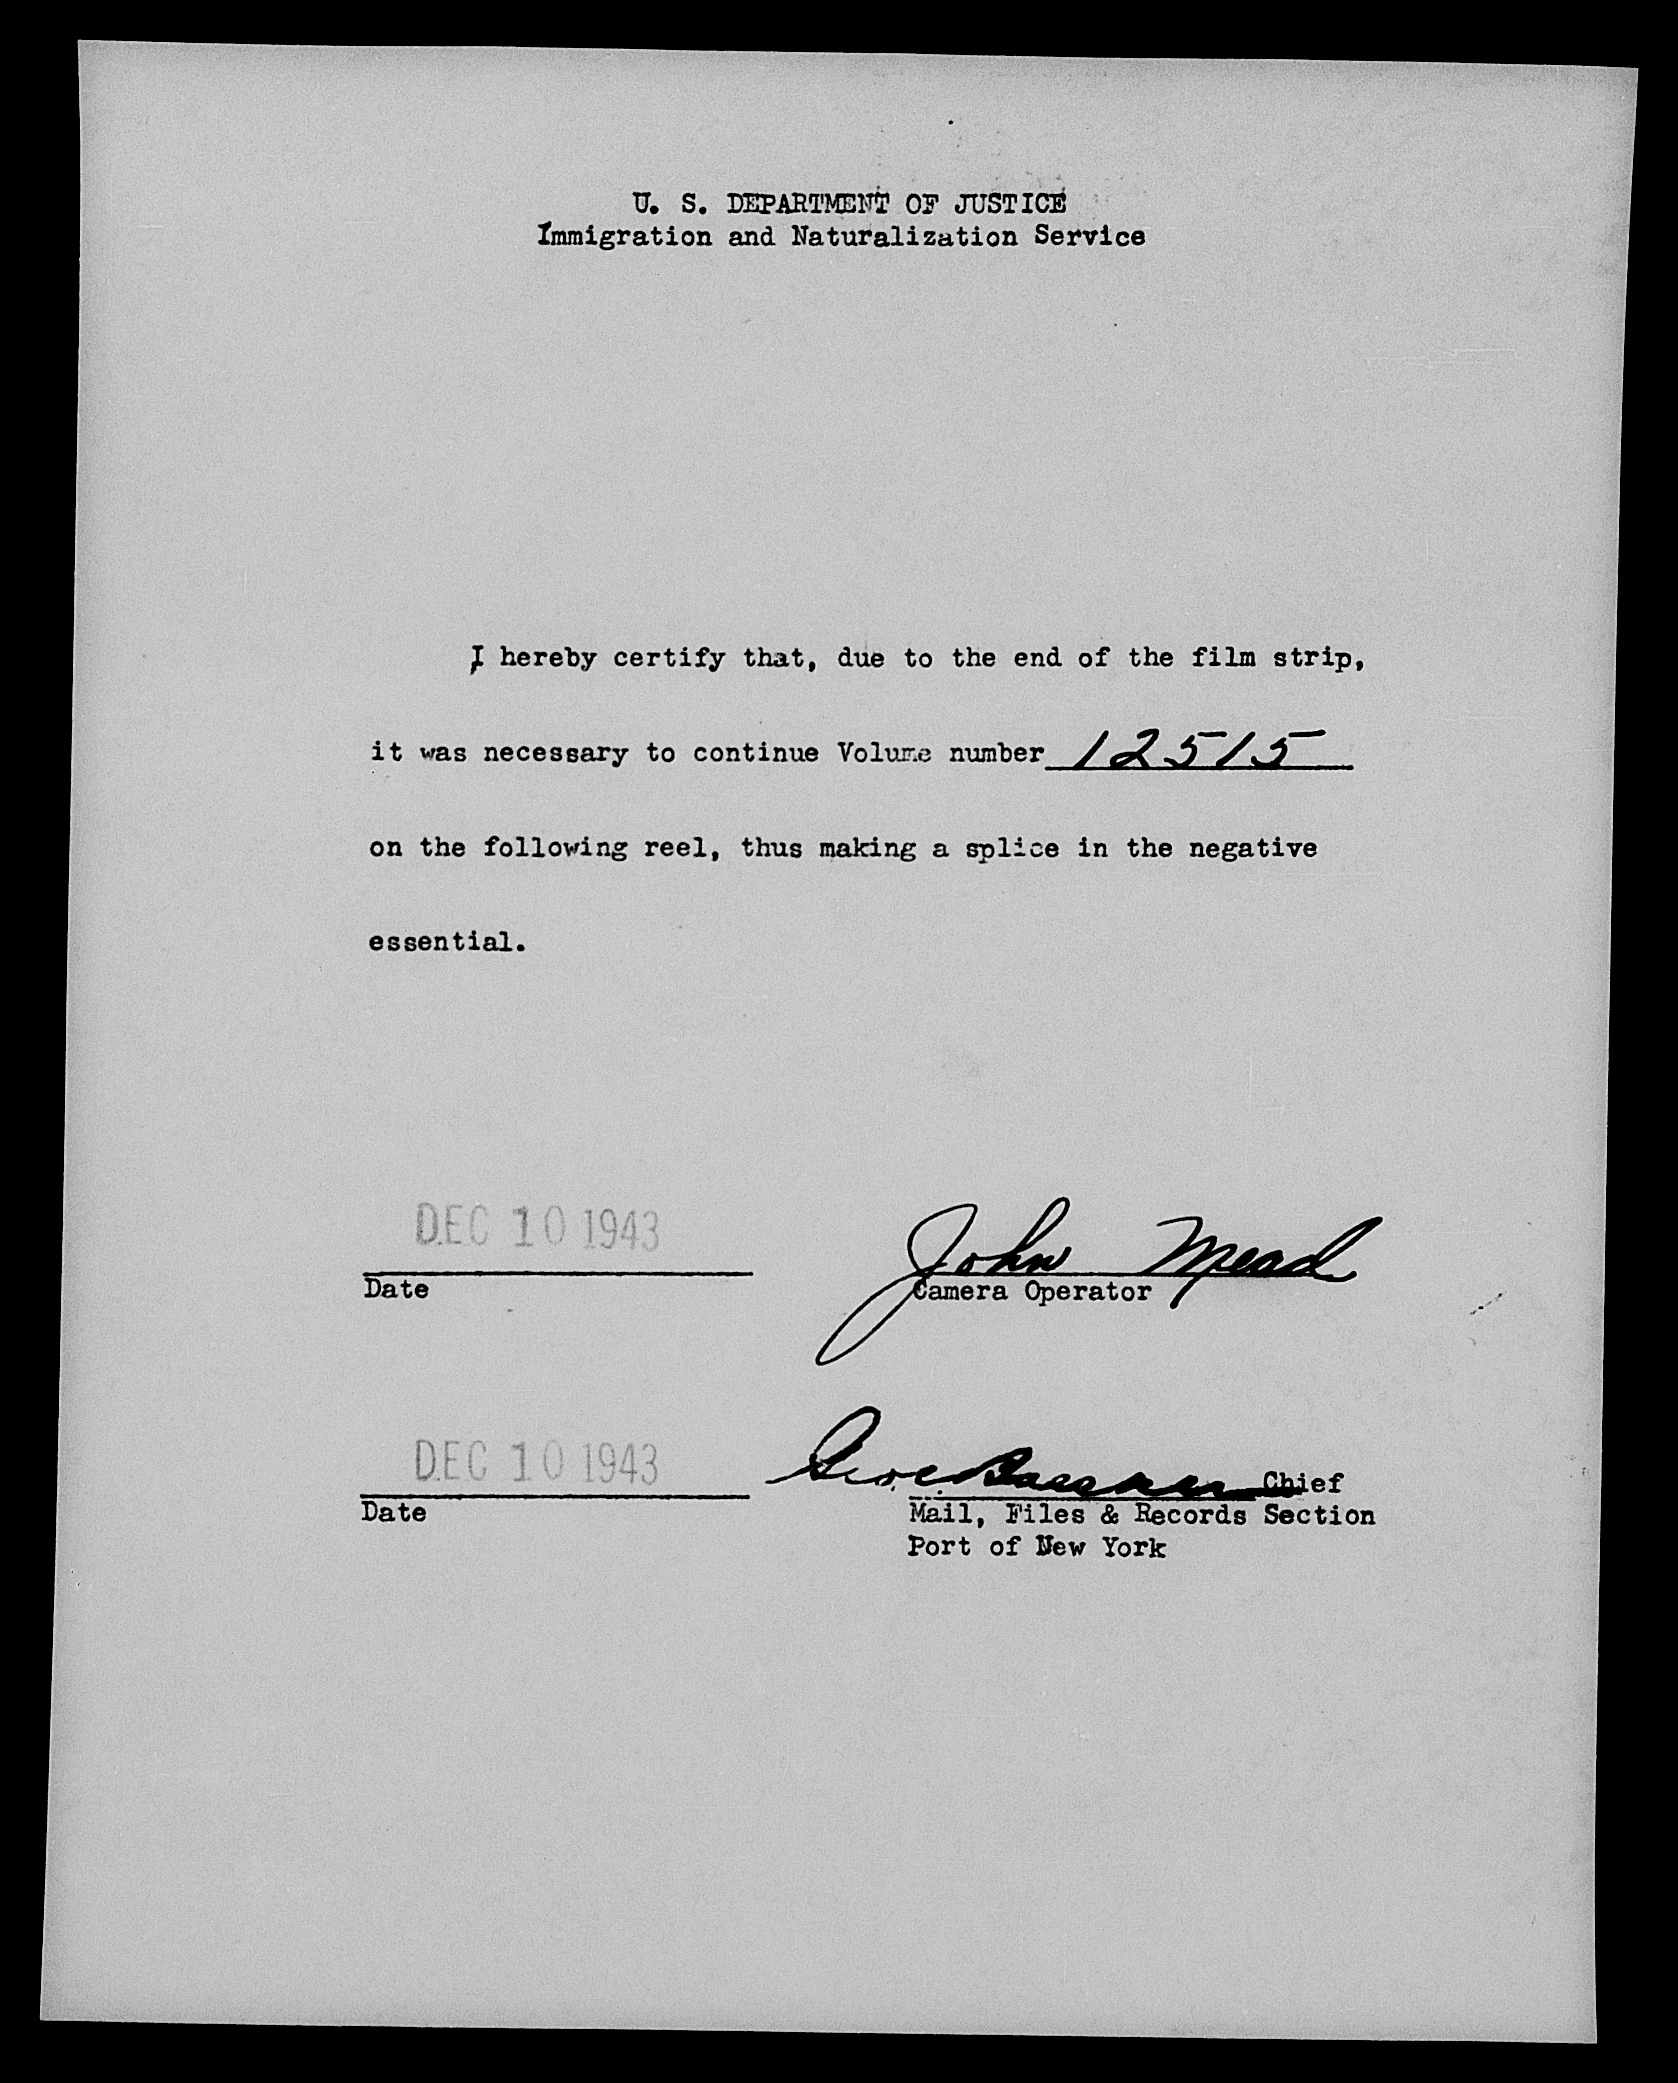 U. S. DEPARTMENT OF JUSTICE
Immigration and Naturalization Service
I hereby certify that, due to the end of the film strip,
it was necessary to continue Volume number 12515
on the following reel, thus making a splice in the negative
essential.
DEC 10 1943
John Mead
Date
Camera Operator
DEC 10 1943
Chief
Date
Mail, Files & Records Section
Port of New York